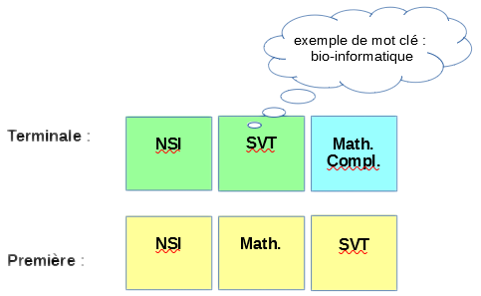 exemple de mot clé :
bio-informatique
Terminale :
NSI
SVT
Math.
Compl.
Première :
NSI
Math.
SVT